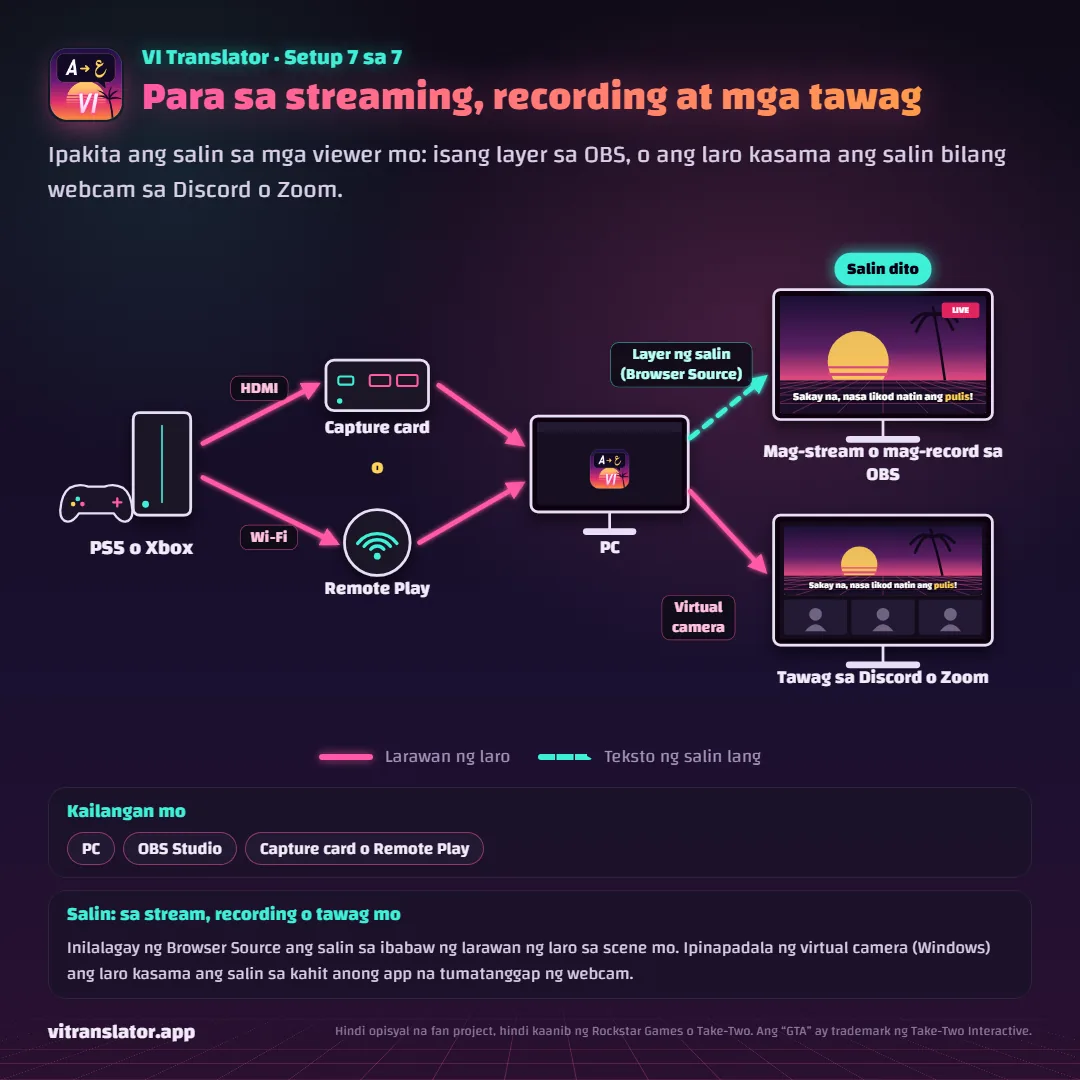 A→ع
VI
VI Translator · Setup 7 sa 7
Para sa streaming, recording at mga tawag
Ipakita ang salin sa mga viewer mo: isang layer sa OBS, o ang laro kasama ang salin bilang
webcam sa Discord o Zoom.
Salin dito
LIVE
Sakay na, nasa likod natin ang pulis!
Mag-stream o mag-record sa
OBS
Layer ng salin
(Browser Source)
HDMI
Capture card
o
PS5 o Xbox
Wi-Fi
Remote Play
A→ع
VI
PC
Virtual
camera
Sakay na, nasa likod natin ang pulis!
Tawag sa Discord o Zoom
Larawan ng laro
Teksto ng salin lang
Kailangan mo
PC
OBS Studio
Capture card o Remote Play
Salin: sa stream, recording o tawag mo
Inilalagay ng Browser Source ang salin sa ibabaw ng larawan ng laro sa scene mo. Ipinapadala ng virtual camera (Windows)
ang laro kasama ang salin sa kahit anong app na tumatanggap ng webcam.
vitranslator.app
Hindi opisyal na fan project, hindi kaanib ng Rockstar Games o Take-Two. Ang “GTA” ay trademark ng Take-Two Interactive.